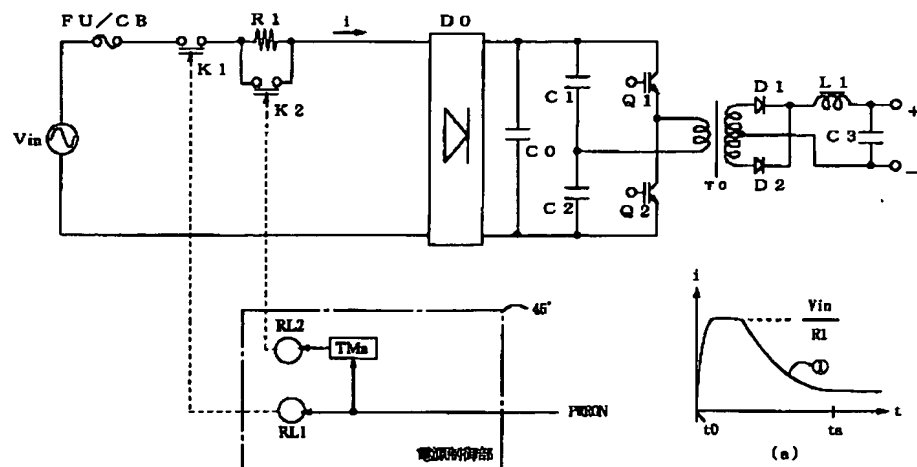 FU/CB
R1
i
D0
K1
K2
Vin
C0
C1
C2
Q1
Q2
T0
D1
D2
L1
C3
+
−
45'
RL2
TMa
RL1
PWRON
電源制御部
i
Vin
R1
①
t0
ta
t
(a)